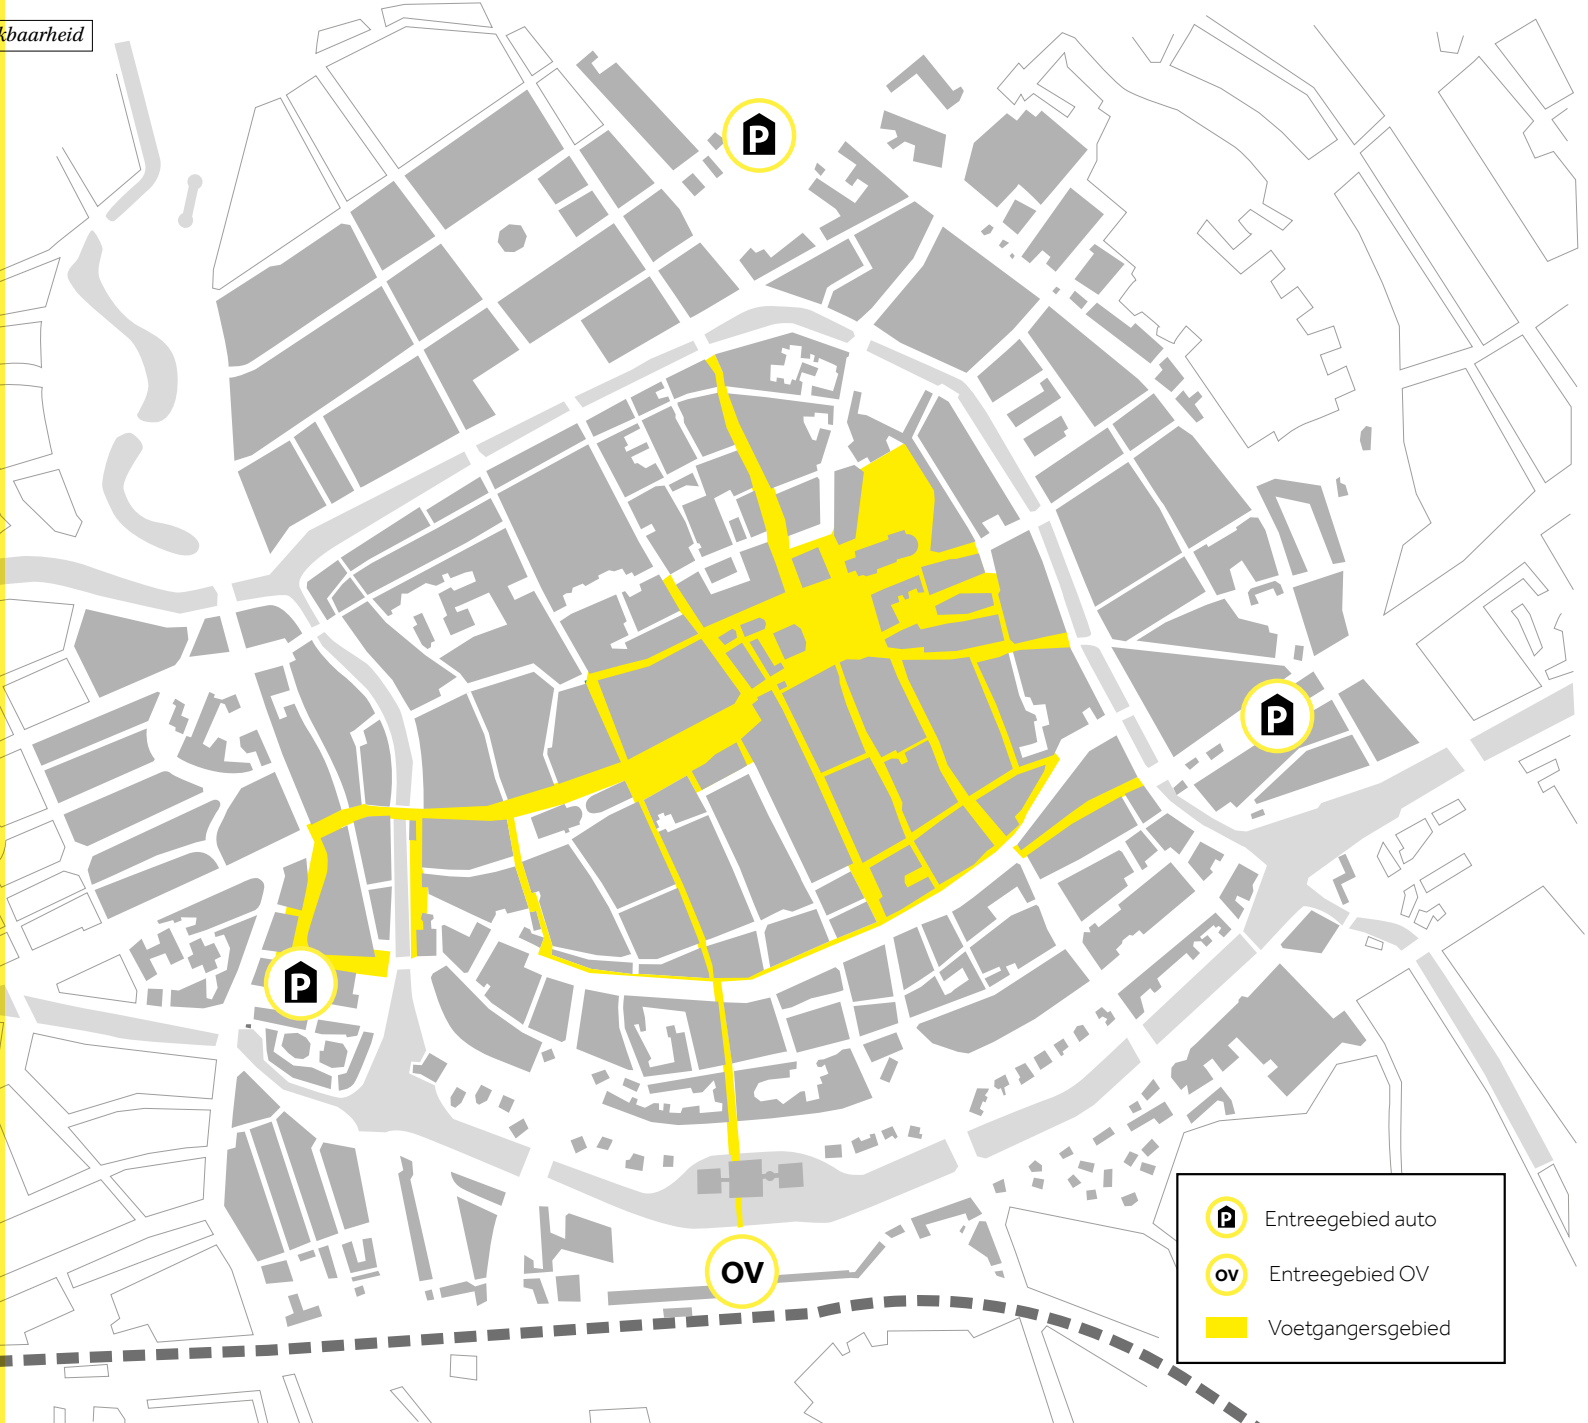 kbaarheid
P
P
P
OV
P Entreegebied auto
OV Entreegebied OV
Voetgangersgebied